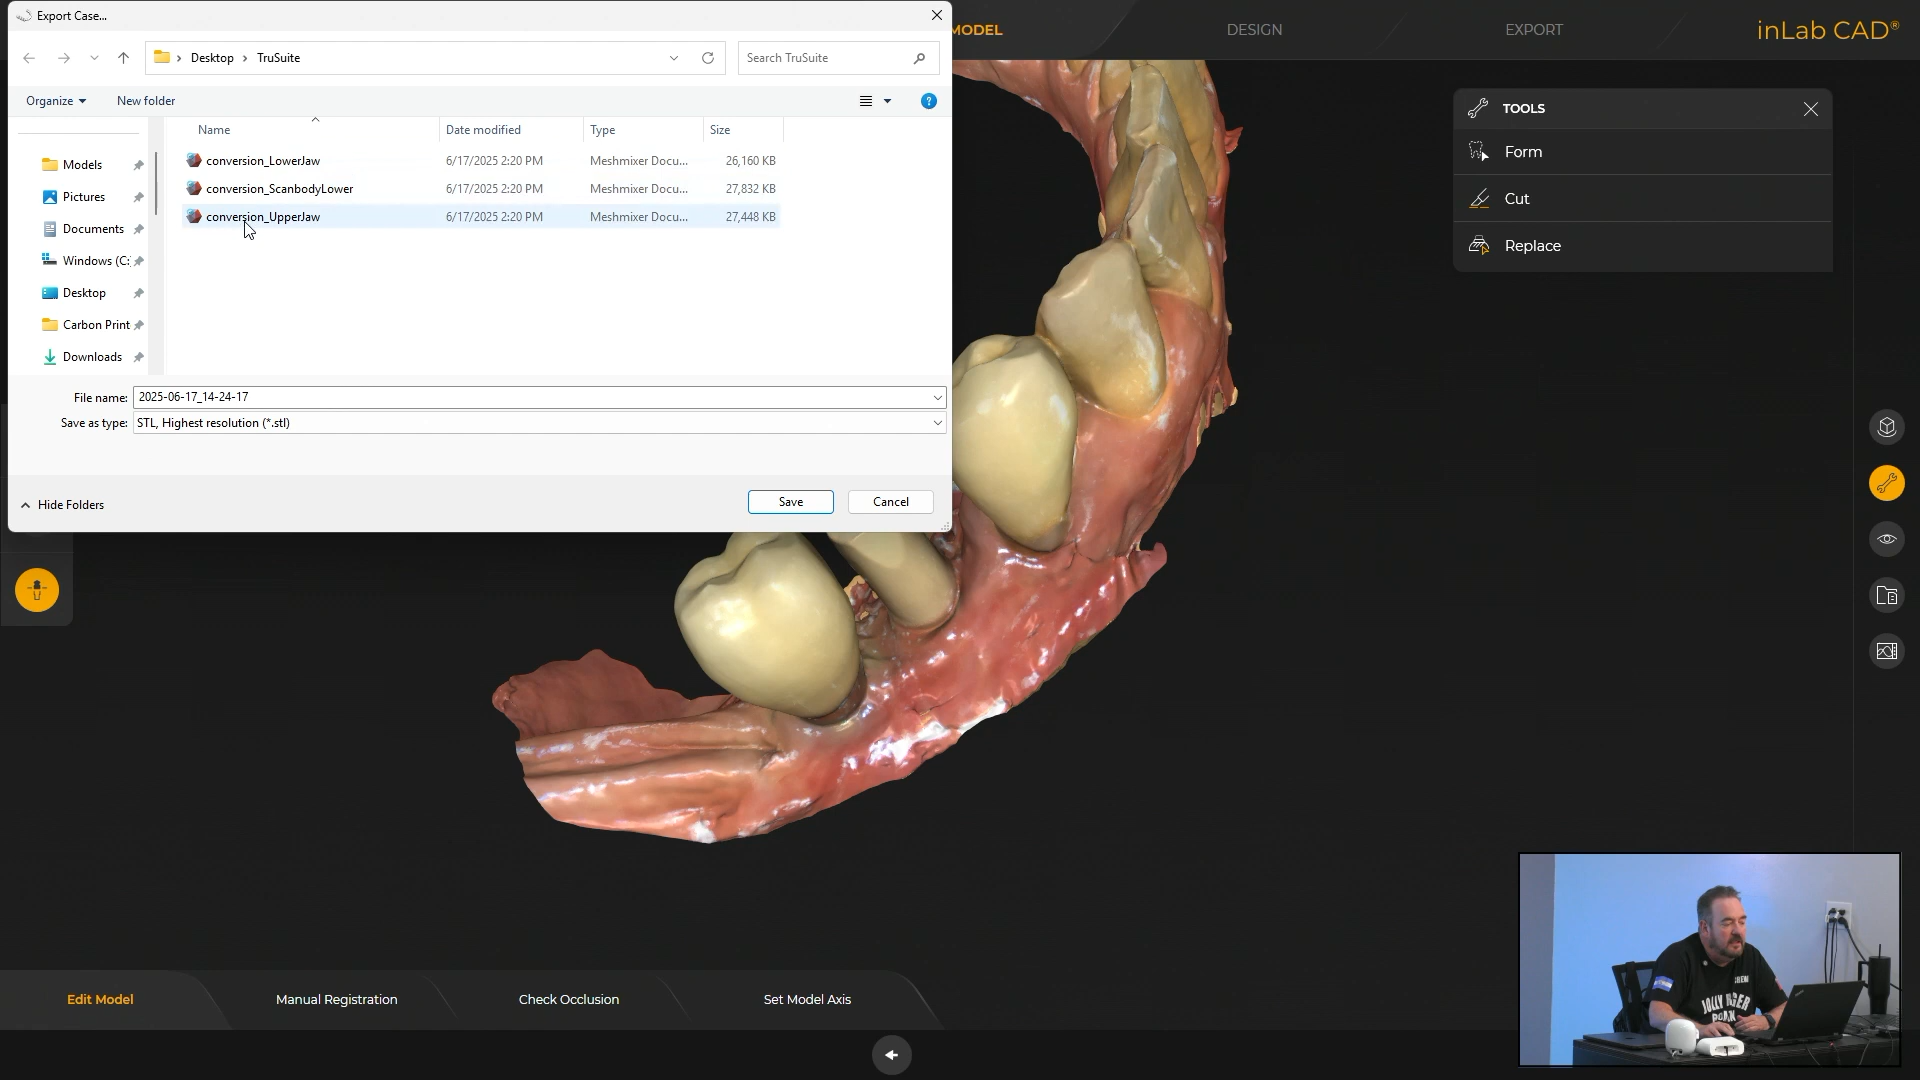 Export Case...
MODEL
DESIGN
EXPORT
inLab CAD®
Desktop
TruSuite
Search TruSuite
Organize
New folder
Name
Date modified
Type
Size
conversion_LowerJaw
6/17/2025 2:20 PM
Meshmixer Docu...
26,160 KB
conversion_ScanbodyLower
6/17/2025 2:20 PM
Meshmixer Docu...
27,832 KB
conversion_UpperJaw
6/17/2025 2:20 PM
Meshmixer Docu...
27,448 KB
Models
Pictures
Documents
Windows (C:
Desktop
Carbon Print
Downloads
File name:
2025-06-17_14-24-17
Save as type:
STL, Highest resolution (*.stl)
Hide Folders
Save
Cancel
TOOLS
Form
Cut
Replace
Edit Model
Manual Registration
Check Occlusion
Set Model Axis